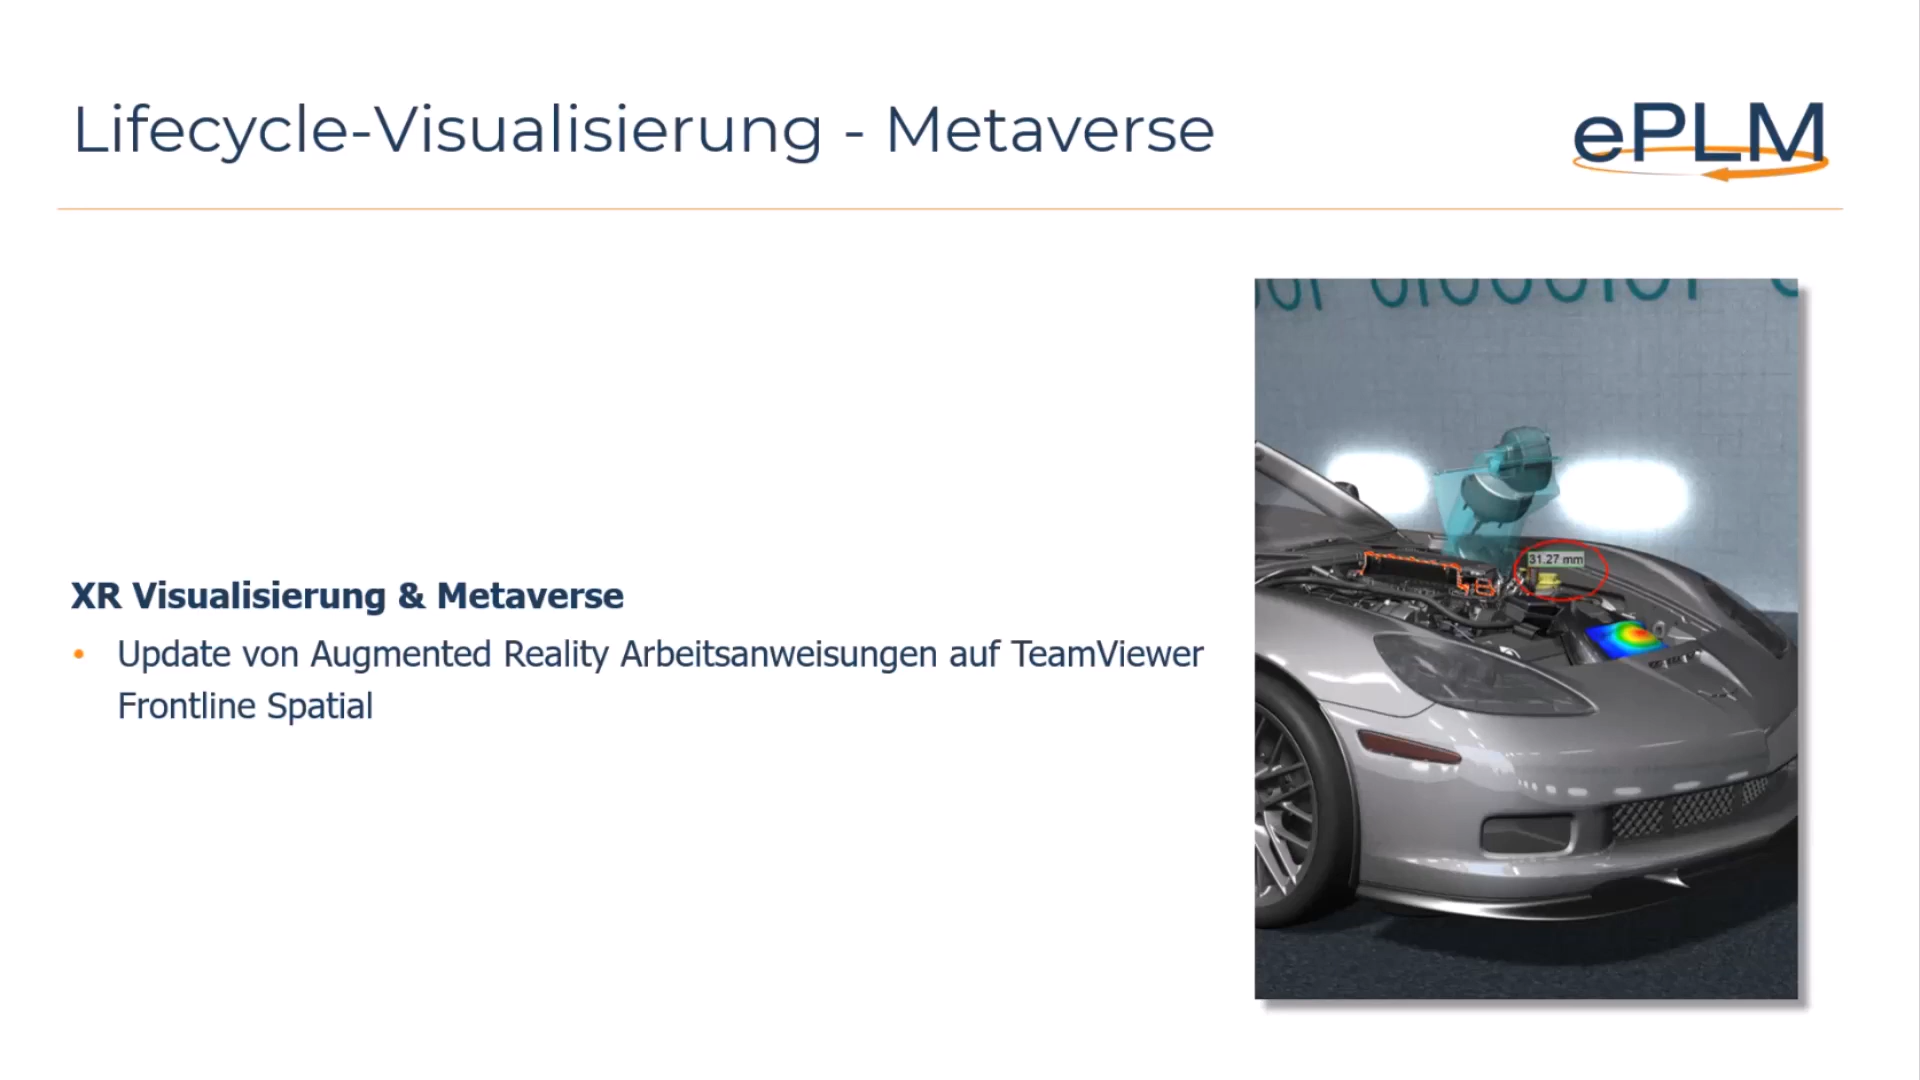 Lifecycle-Visualisierung - Metaverse
ePLM
XR Visualisierung & Metaverse
• Update von Augmented Reality Arbeitsanweisungen auf TeamViewer
Frontline Spatial
31.27 mm